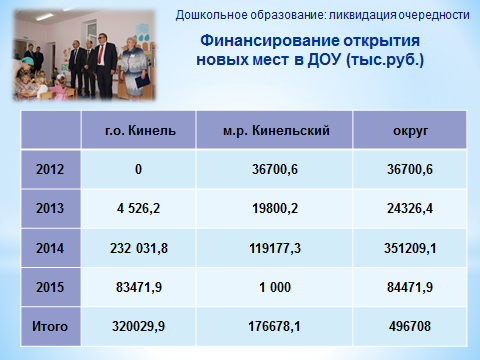 Дошкольное образование: ликвидация очередности
Финансирование открытия
новых мест в ДОУ (тыс.руб.)
г.о. Кинель м.р. Кинельский округ
2012 0 36700,6 36700,6
2013 4 526,2 19800,2 24326,4
2014 232 031,8 119177,3 351209,1
2015 83471,9 1 000 84471,9
Итого 320029,9 176678,1 496708